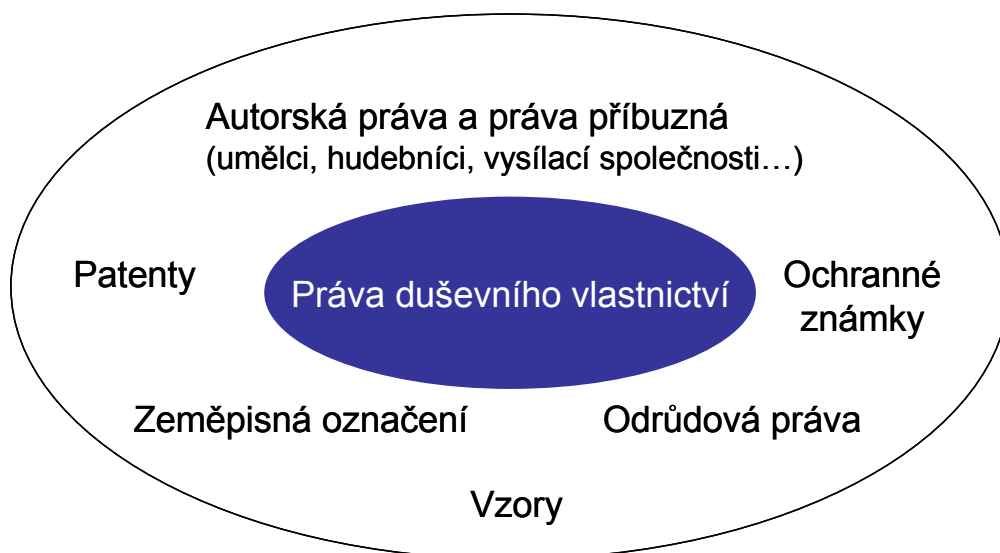 Autorská práva a práva příbuzná
(umělci, hudebníci, vysílací společnosti…)
Patenty
Práva duševního vlastnictví
Ochranné
známky
Zeměpisná označení
Odrůdová práva
Vzory